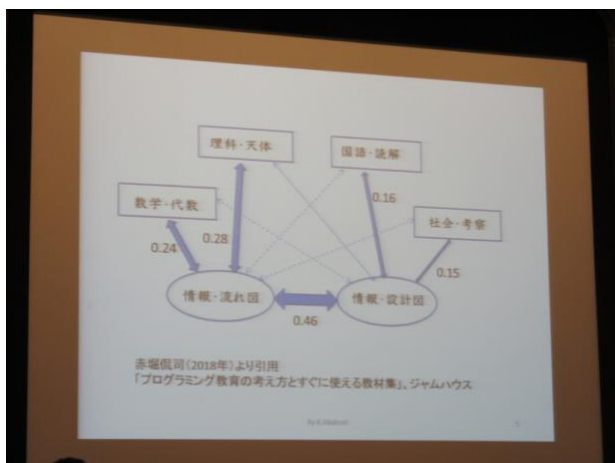 理科・天体
国語・読解
数学・代数
社会・考察
0.16
0.24
0.28
0.15
情報・流れ図
情報・設計図
0.46
赤堀侃司(2018年)より引用
「プログラミング教育の考え方とすぐに使える教材集」、ジャムハウス